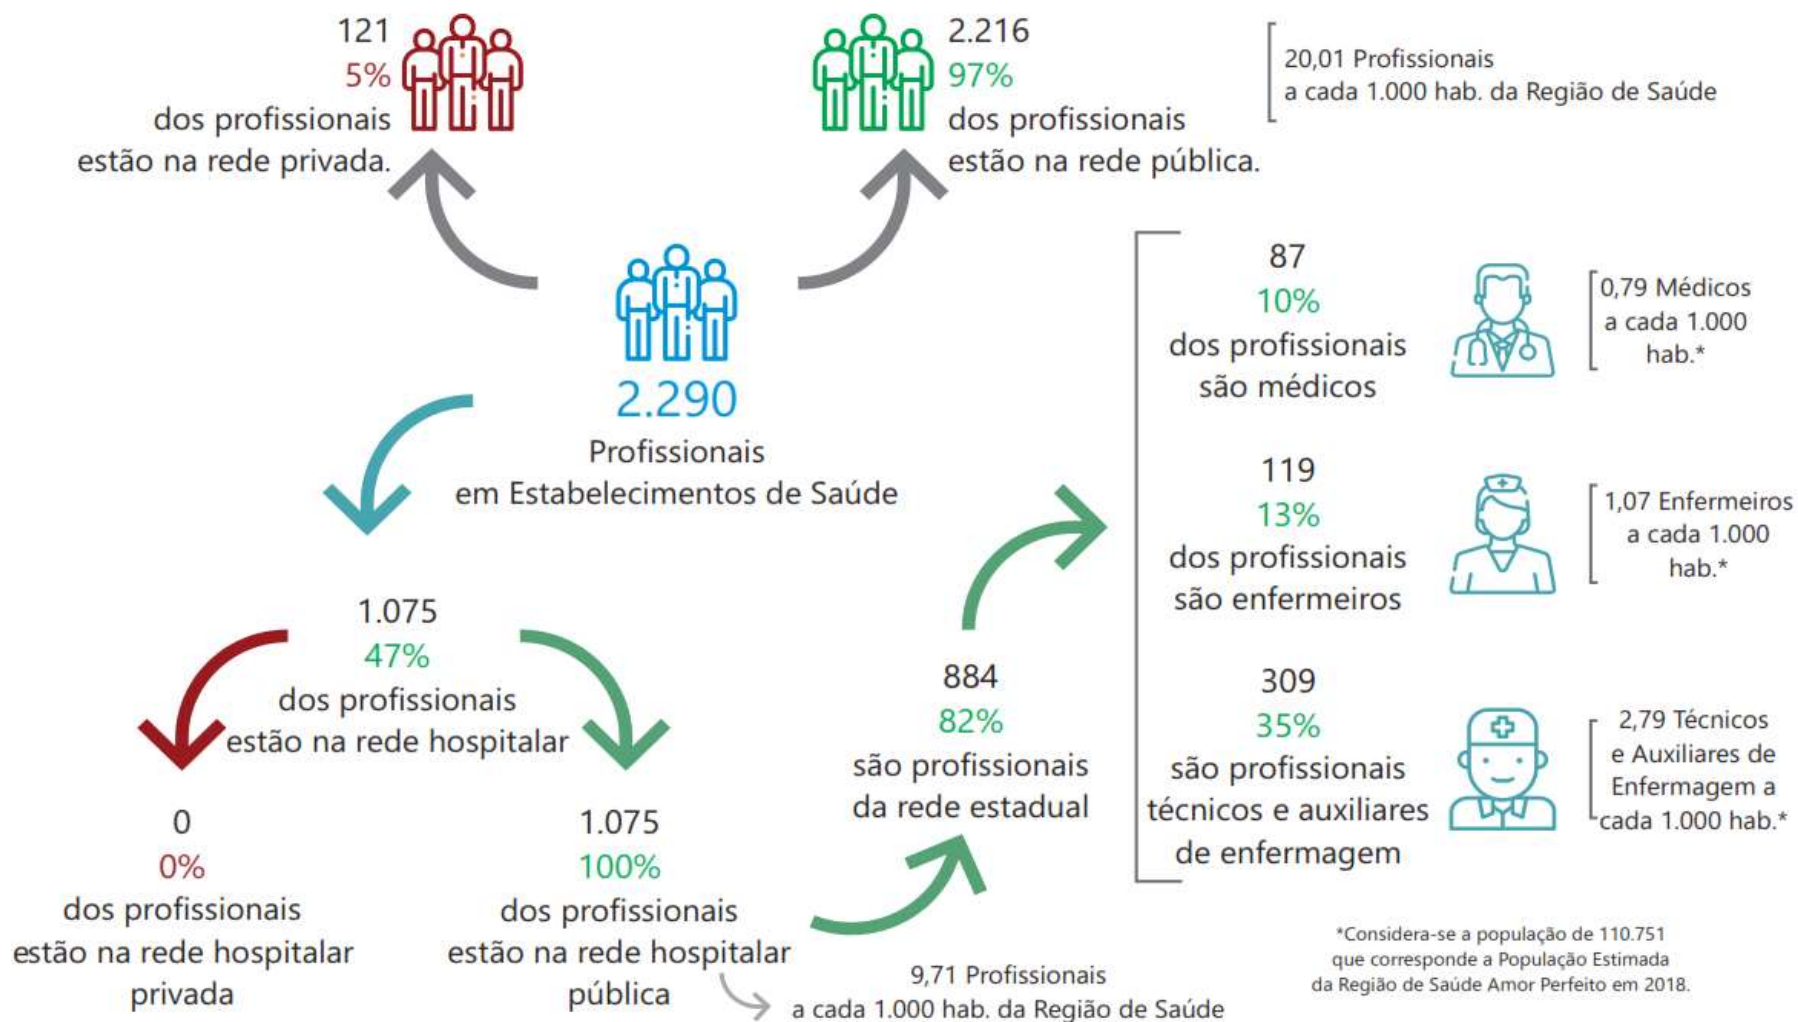 121
5%
dos profissionais
estão na rede privada.
2.216
97%
dos profissionais
estão na rede pública.
20,01 Profissionais
a cada 1.000 hab. da Região de Saúde
2.290
Profissionais
em Estabelecimentos de Saúde
1.075
47%
dos profissionais
estão na rede hospitalar
0
0%
dos profissionais
estão na rede hospitalar
privada
1.075
100%
dos profissionais
estão na rede hospitalar
pública
9,71 Profissionais
a cada 1.000 hab. da Região de Saúde
884
82%
são profissionais
da rede estadual
87
10%
dos profissionais
são médicos
0,79 Médicos
a cada 1.000
hab.*
119
13%
dos profissionais
são enfermeiros
1,07 Enfermeiros
a cada 1.000
hab.*
309
35%
são profissionais
técnicos e auxiliares
de enfermagem
2,79 Técnicos
e Auxiliares de
Enfermagem a
cada 1.000 hab.*
*Considera-se a população de 110.751
que corresponde a População Estimada
da Região de Saúde Amor Perfeito em 2018.